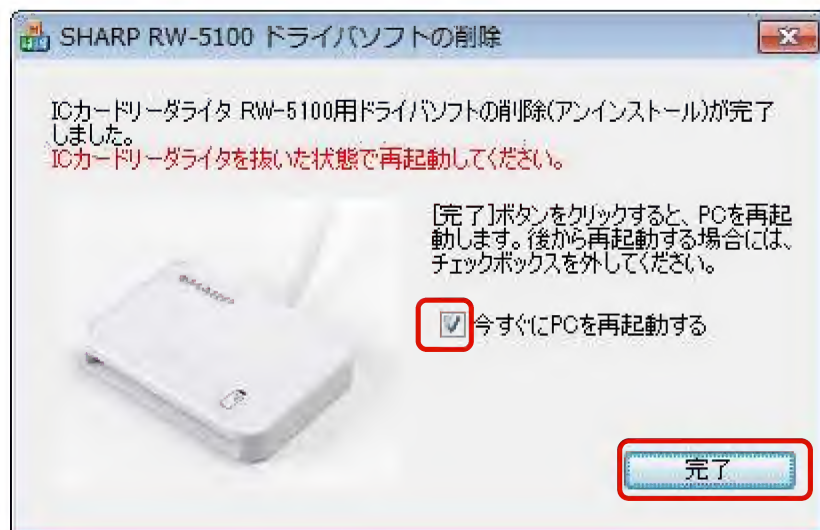 SHARP RW-5100 ドライバソフトの削除
ICカードリーダライタ RW-5100用ドライバソフトの削除(アンインストール)が完了
しました。
ICカードリーダライタを抜いた状態で再起動してください。
[完了]ボタンをクリックすると、PCを再起
動します。後から再起動する場合には、
チェックボックスを外してください。
今すぐにPCを再起動する
完了